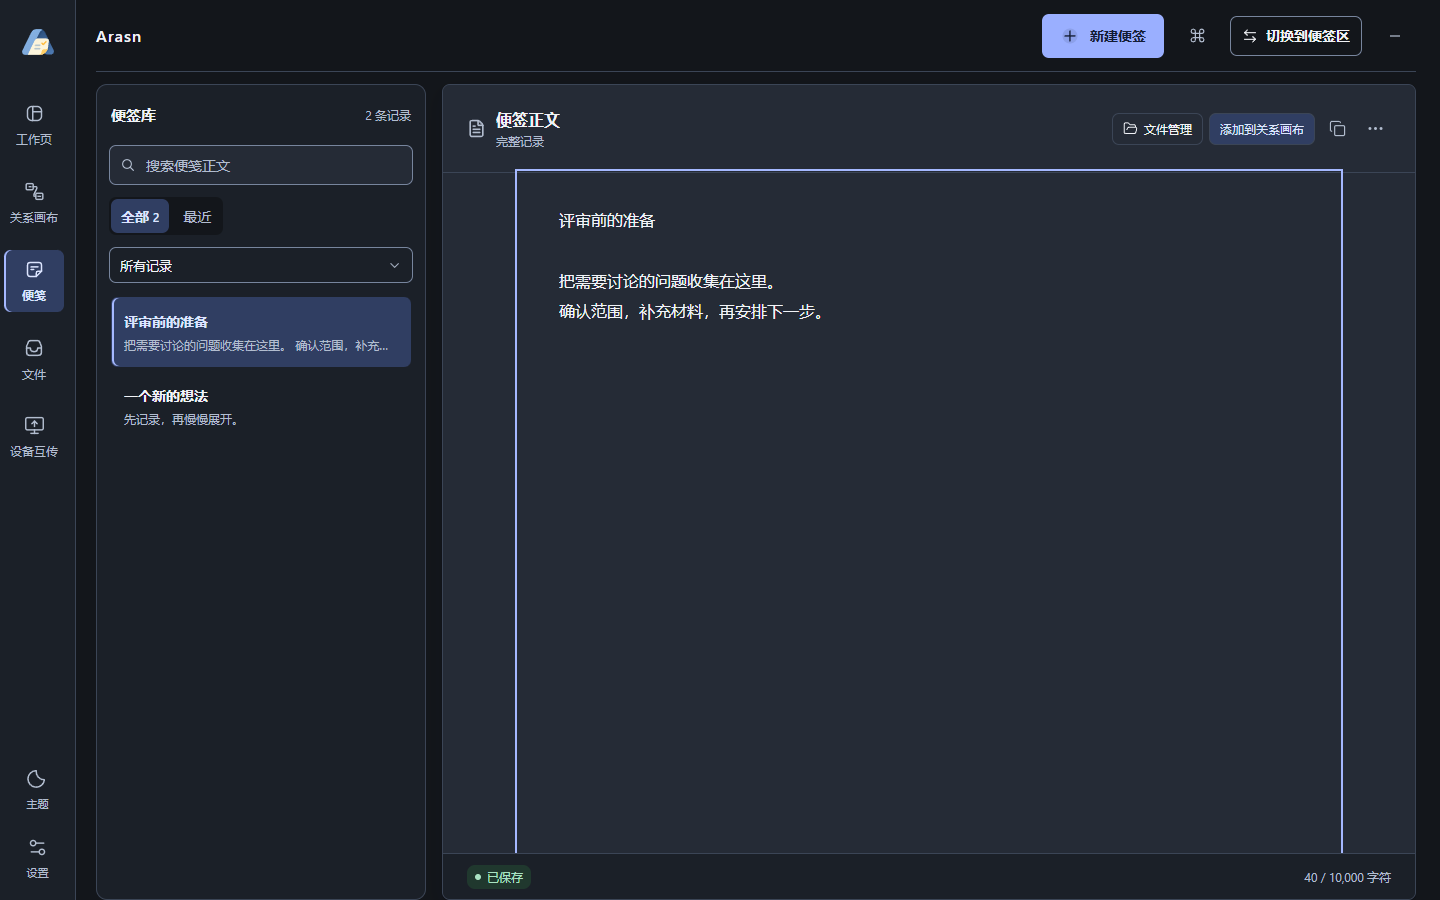 Arasn
新建便签
切换到便签区
工作页
关系画布
便笺
文件
设备互传
主题
设置
便签库
2 条记录
搜索便笺正文
全部 2
最近
所有记录
评审前的准备
把需要讨论的问题收集在这里。 确认范围，补充...
一个新的想法
先记录，再慢慢展开。
便签正文
完整记录
文件管理
添加到关系画布
评审前的准备
把需要讨论的问题收集在这里。
确认范围，补充材料，再安排下一步。
已保存
40 / 10,000 字符